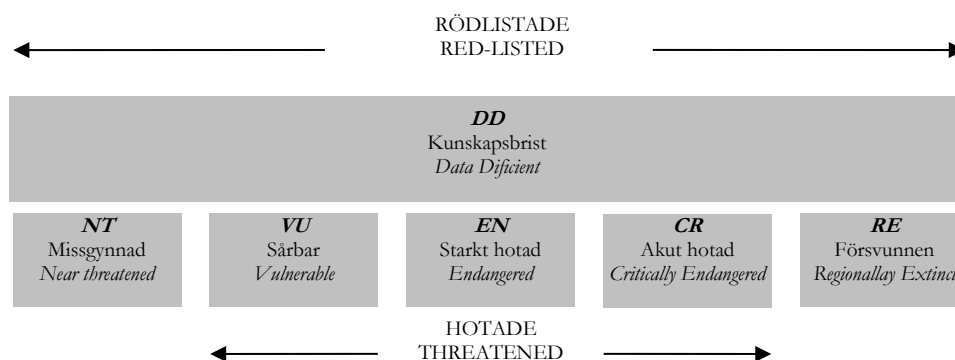 RÖDLISTADE
RED-LISTED
DD
Kunskapsbrist
Data Dificient
NT
Missgynnad
Near threatened
VU
Sårbar
Vulnerable
EN
Starkt hotad
Endangered
CR
Akut hotad
Critically Endangered
RE
Försvunnen
Regionallay Extinc
HOTADE
THREATENED